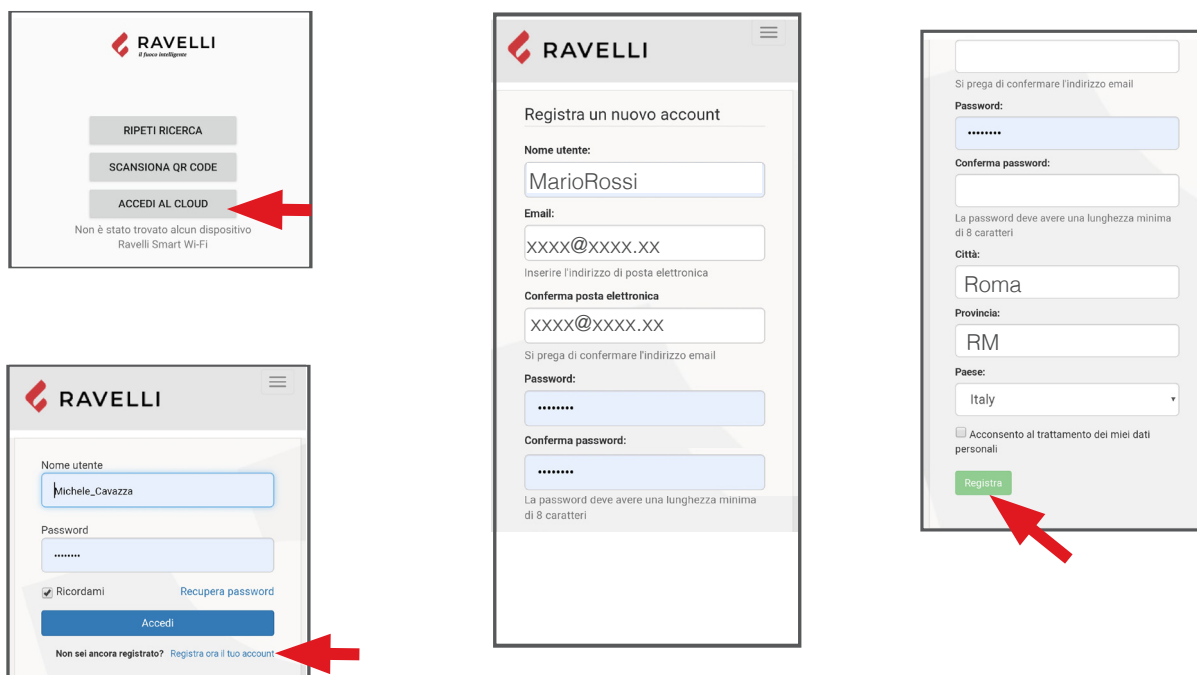 RAVELLI
il fuoco intelligente
RIPETI RICERCA
SCANSIONA QR CODE
ACCEDI AL CLOUD
Non è stato trovato alcun dispositivo
Ravelli Smart Wi-Fi
RAVELLI
Nome utente
Michele_Cavazza
Password
••••••••
Ricordami
Recupera password
Accedi
Non sei ancora registrato? Registra ora il tuo account
RAVELLI
Registra un nuovo account
Nome utente:
MarioRossi
Email:
xxxx@xxxx.xx
Inserire l'indirizzo di posta elettronica
Conferma posta elettronica
xxxx@xxxx.xx
Si prega di confermare l'indirizzo email
Password:
••••••••
Conferma password:
••••••••
La password deve avere una lunghezza minima
di 8 caratteri
Si prega di confermare l'indirizzo email
Password:
••••••••
Conferma password:
La password deve avere una lunghezza minima
di 8 caratteri
Città:
Roma
Provincia:
RM
Paese:
Italy
Acconsento al trattamento dei miei dati
personali
Registra